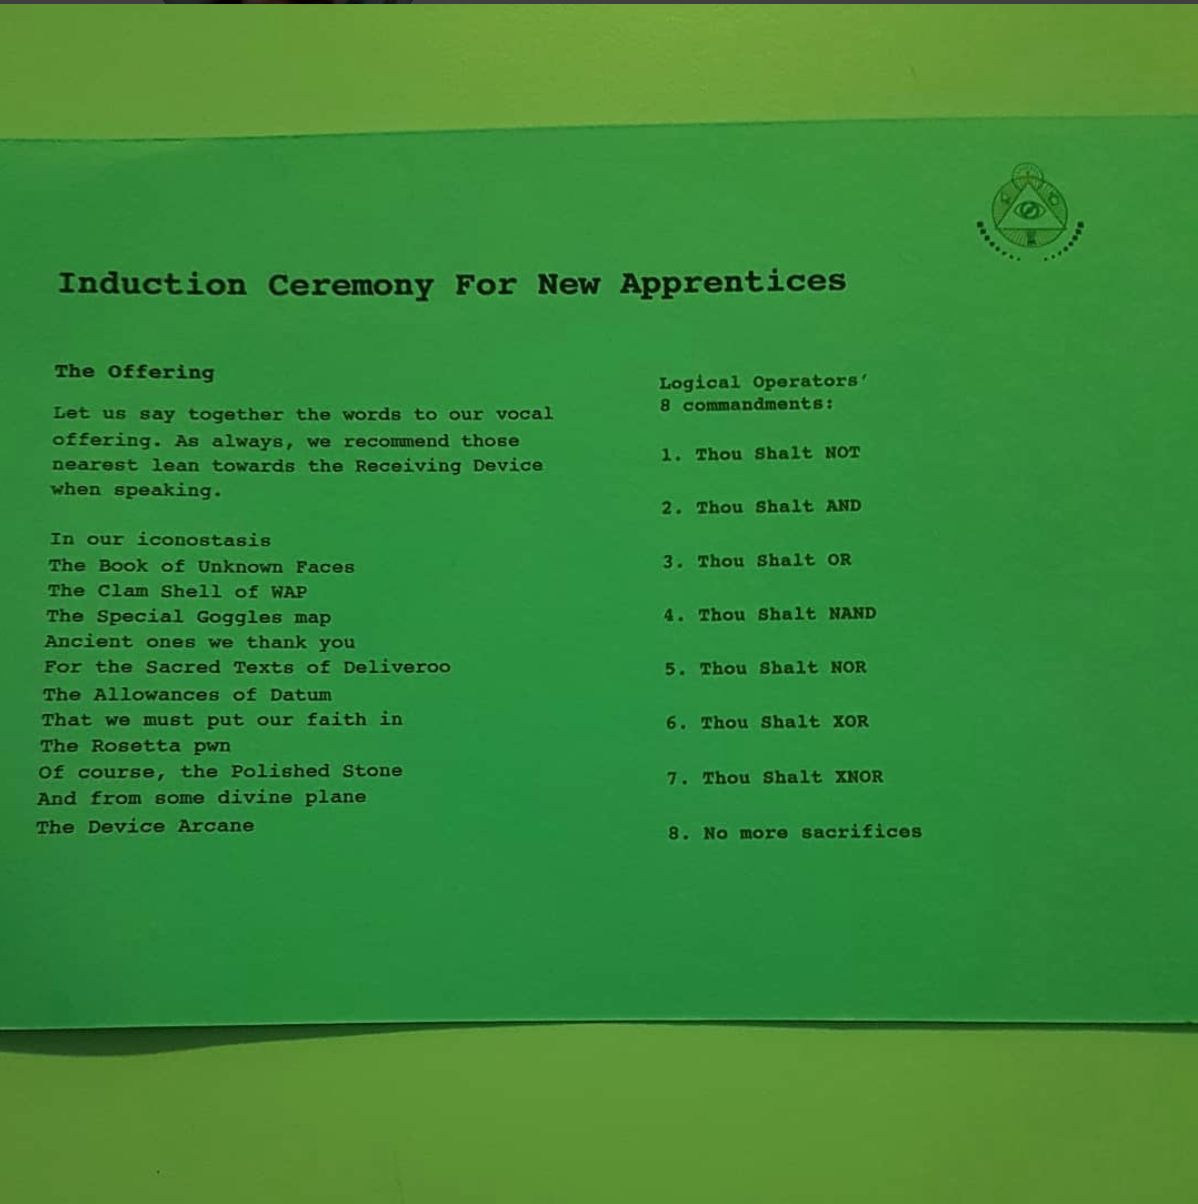 Induction Ceremony For New Apprentices
The Offering
Let us say together the words to our vocal
offering. As always, we recommend those
nearest lean towards the Receiving Device
when speaking.
In our iconostasis
The Book of Unknown Faces
The Clam Shell of WAP
The Special Goggles map
Ancient ones we thank you
For the Sacred Texts of Deliveroo
The Allowances of Datum
That we must put our faith in
The Rosetta pwn
Of course, the Polished Stone
And from some divine plane
The Device Arcane
Logical Operators'
8 commandments:
1. Thou Shalt NOT
2. Thou Shalt AND
3. Thou Shalt OR
4. Thou Shalt NAND
5. Thou Shalt NOR
6. Thou Shalt XOR
7. Thou Shalt XNOR
8. No more sacrifices